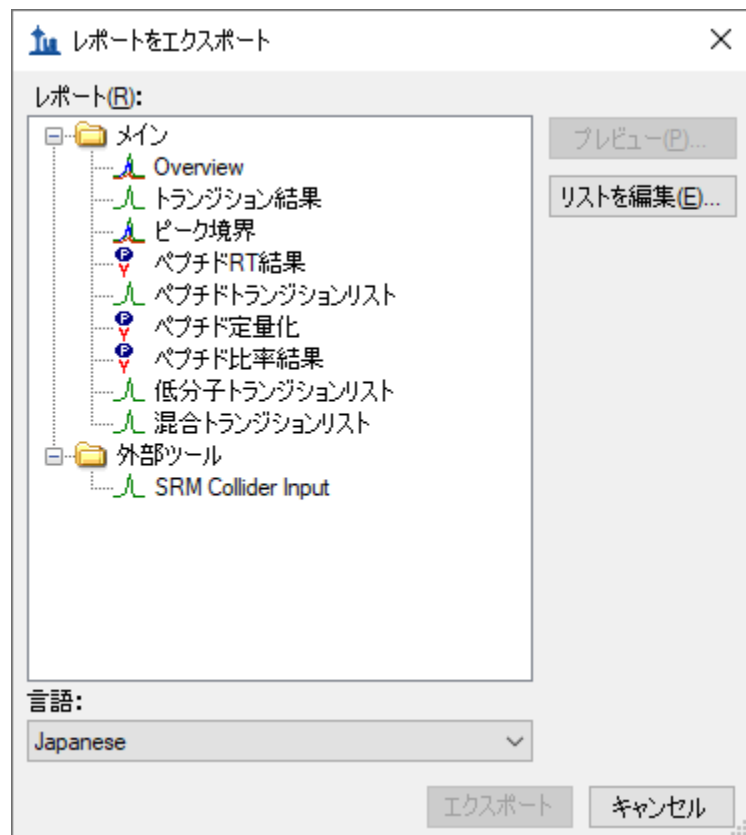 レポートをエクスポート
レポート(R):
メイン
Overview
トランジション結果
ピーク境界
ペプチドRT結果
ペプチドトランジションリスト
ペプチド定量化
ペプチド比率結果
低分子トランジションリスト
混合トランジションリスト
外部ツール
SRM Collider Input
プレビュー(P)...
リストを編集(E)...
言語:
Japanese
エクスポート
キャンセル